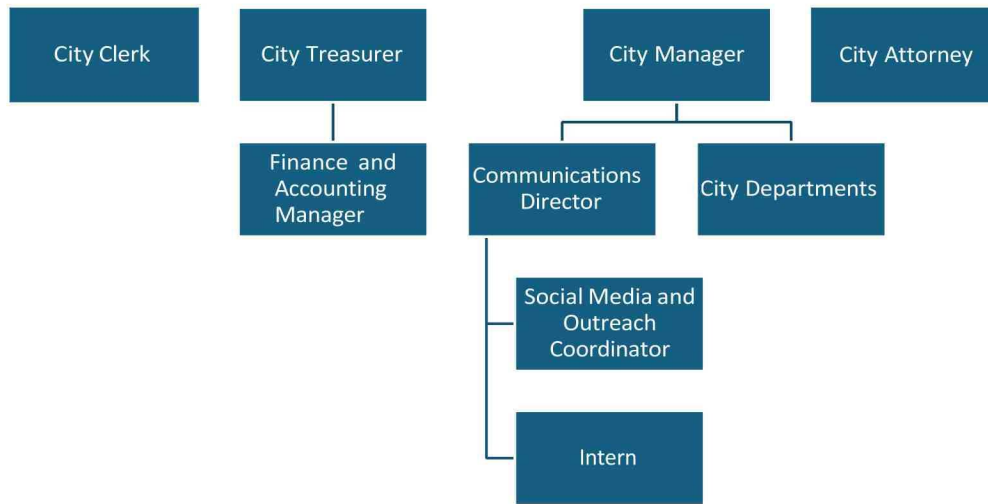 City Clerk
City Treasurer
City Manager
City Attorney
Finance and
Accounting
Manager
Communications
Director
City Departments
Social Media and
Outreach
Coordinator
Intern